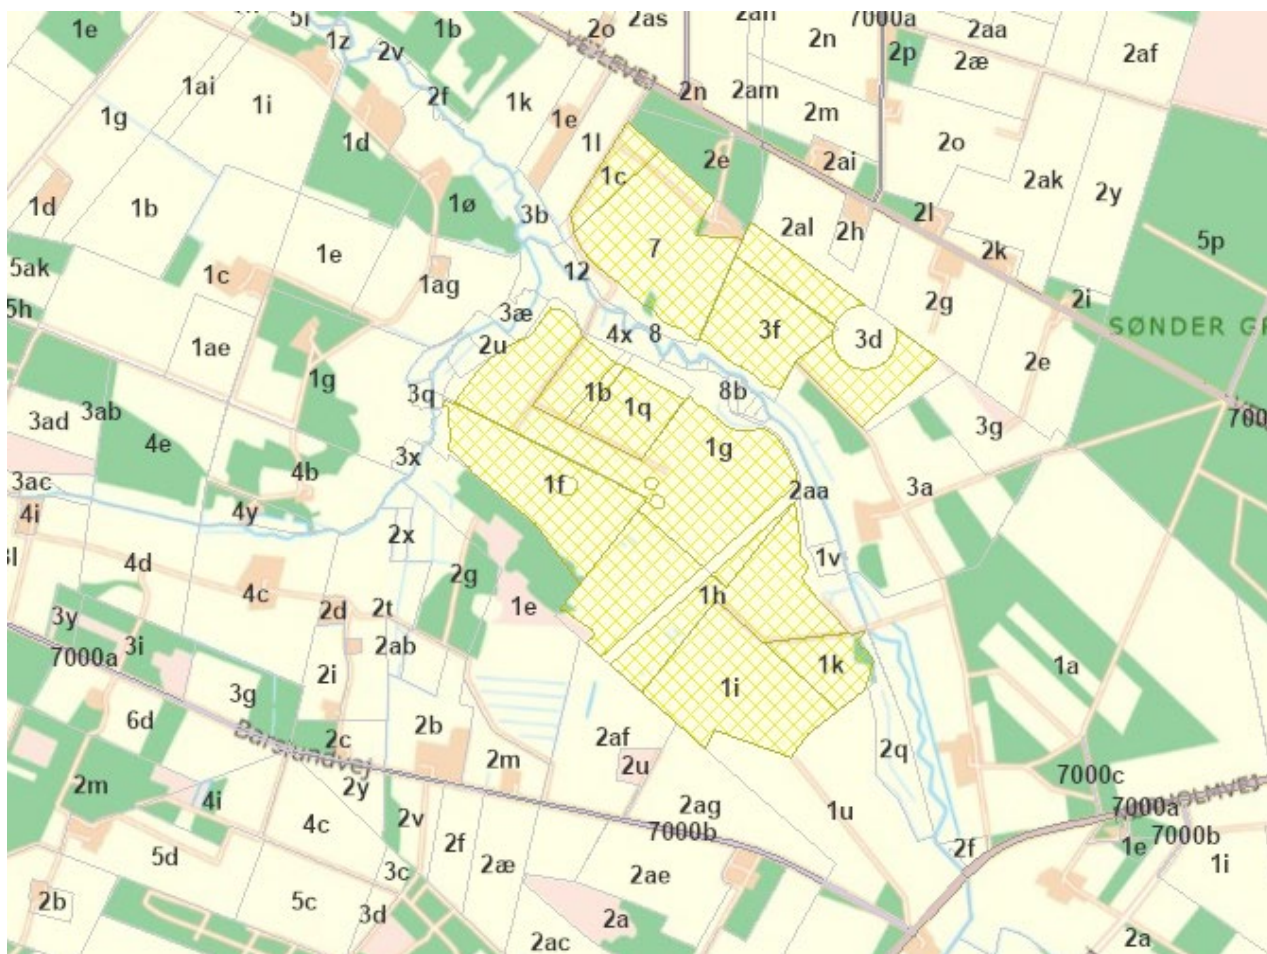 1e
5l
1z
2v
1b
VEJLEVEJ
2o
2as
2n
7000a
2p
2aa
2af
2æ
1ai
1i
2f
1k
1e
1l
2n
2am
2m
1g
1d
2e
2ai
2o
2ak
2y
1d
1b
1ø
1c
3b
2al
2h
2l
5p
5ak
1c
1e
1ag
12
7
2k
2i
2g
5h
1ae
3æ
4x
8
3f
3d
SØNDER
2u
1g
3q
1b
1q
8b
2e
3g
3ad
3ab
4e
4b
3x
1f
1g
3ac
4y
2aa
3a
4i
2x
1v
4d
2g
4c
2d
2t
1e
1h
3y
3i
7000a
2ab
1k
1a
3g
2i
1i
6d
Barslundvej
2c
2b
2m
2af
2u
2q
2m
4i
2y
2ag
7000b
1u
7000c
7000a
7000b
4c
2v
2f
2f
1e
1i
5d
2æ
3c
2ae
2b
5c
3d
2a
2ac
2a